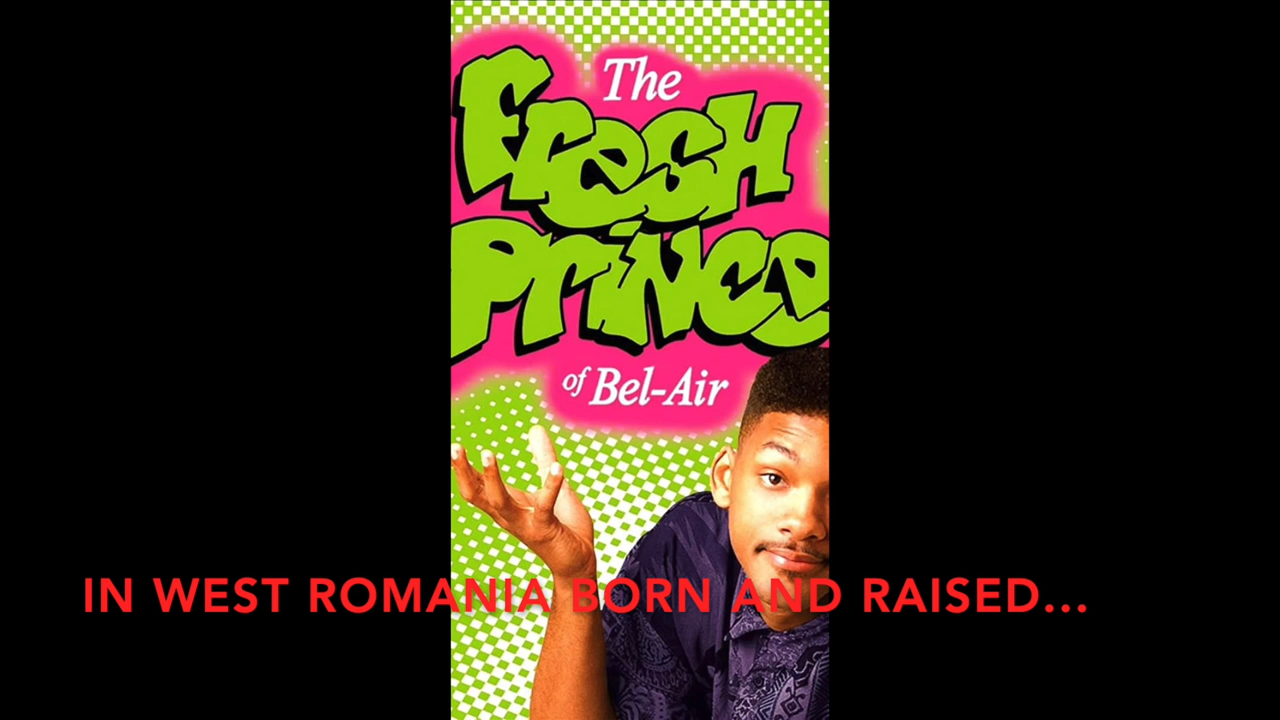 The
Fresh
Prince
of Bel-Air
IN WEST ROMANIA BORN AND RAISED...